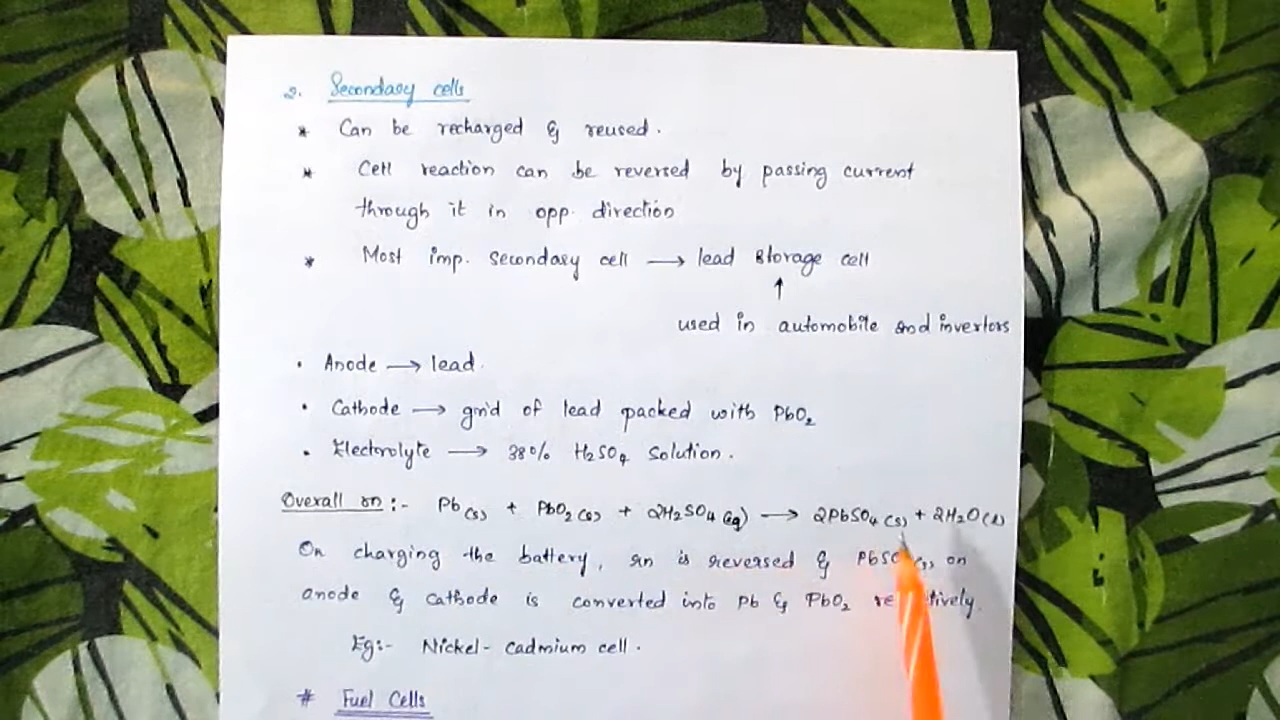 2. Secondary cells
* Can be recharged & reused.
* Cell reaction can be reversed by passing current
through it in opp. direction
* Most imp. secondary cell → lead storage cell
↑
used in automobile and invertors
• Anode → lead.
• Cathode → grid of lead packed with PbO₂
• Electrolyte → 38% H₂SO₄ solution.
Overall rxn :- Pb(s) + PbO₂(s) + 2H₂SO₄(aq) → 2PbSO₄(s) + 2H₂O(l)
On charging the battery, rxn is reversed & (s) on
anode & cathode is converted into Pb & PbO₂
Eg:- Nickel-cadmium cell.
# Fuel Cells